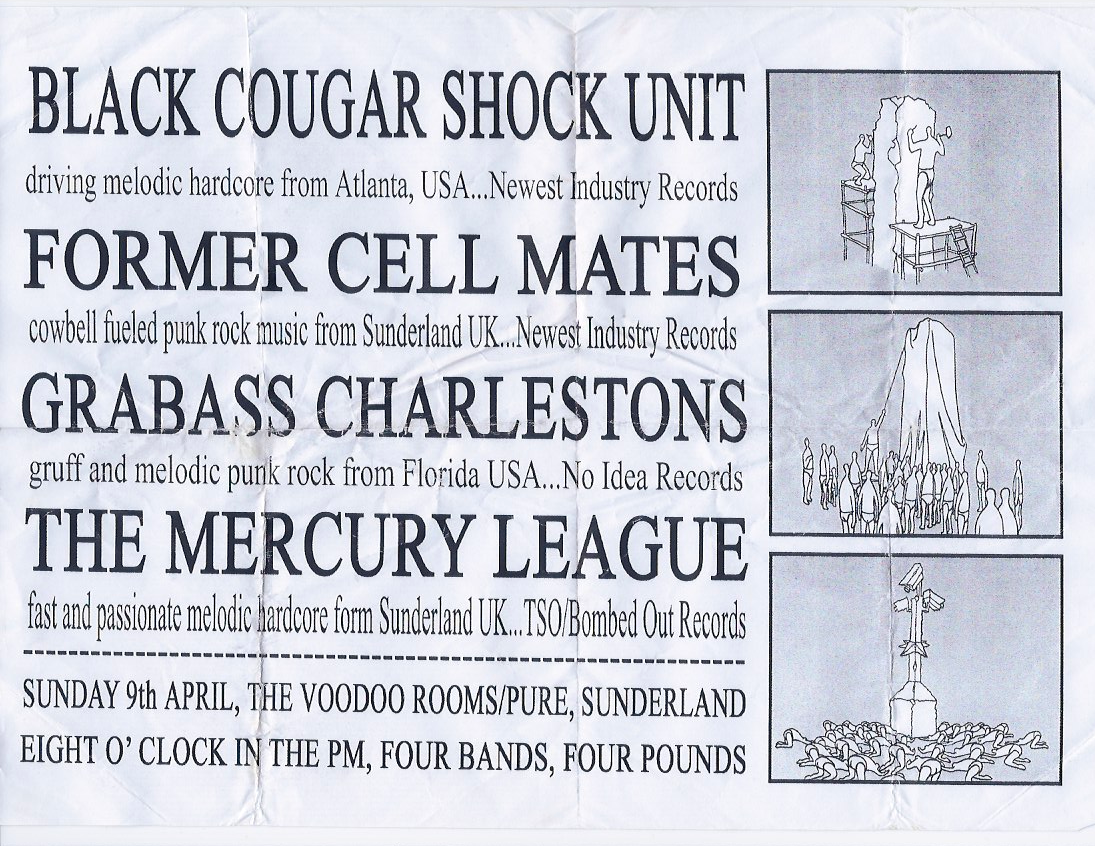 BLACK COUGAR SHOCK UNIT
driving melodic hardcore from Atlanta, USA...Newest Industry Records
FORMER CELL MATES
cowbell fueled punk rock music from Sunderland UK...Newest Industry Records
GRABASS CHARLESTONS
gruff and melodic punk rock from Florida USA...No Idea Records
THE MERCURY LEAGUE
fast and passionate melodic hardcore form Sunderland UK...TSO/Bombed Out Records
SUNDAY 9th APRIL, THE VOODOO ROOMS/PURE, SUNDERLAND
EIGHT O' CLOCK IN THE PM, FOUR BANDS, FOUR POUNDS